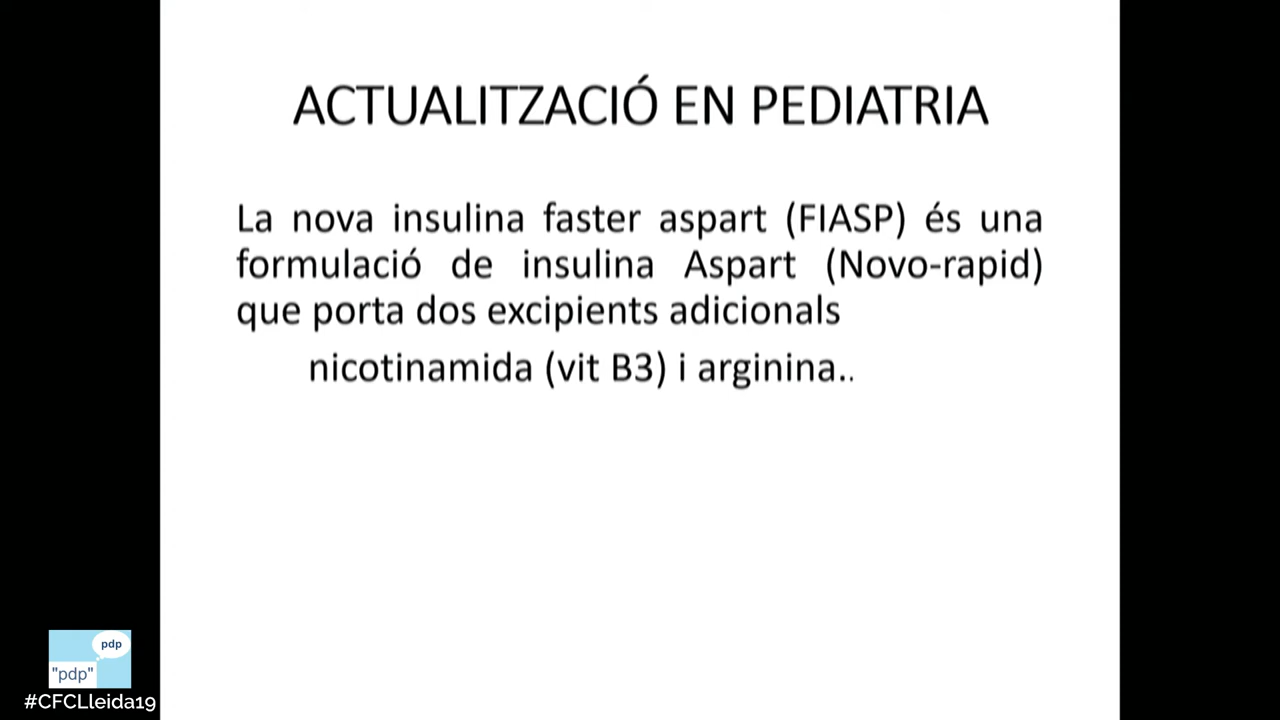 ACTUALITZACIÓ EN PEDIATRIA
La nova insulina faster aspart (FIASP) és una
formulació de insulina Aspart (Novo-rapid)
que porta dos excipients adicionals
nicotinamida (vit B3) i arginina..
pdp
"pdp"
#CFCLleida19